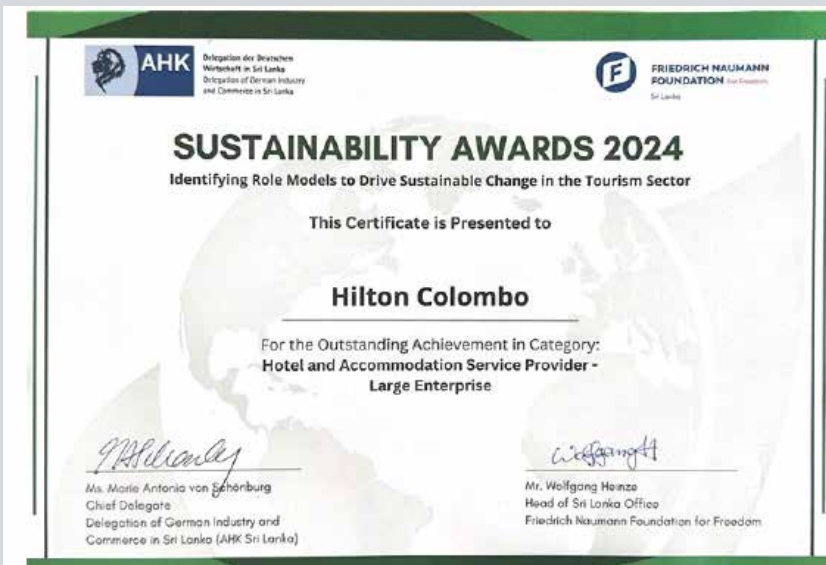 AHK
Delegation der Deutschen
Wirtschaft in Sri Lanka
Delegation of German Industry
and Commerce in Sri Lanka
F
FRIEDRICH NAUMANN
FOUNDATION For Freedom.
Sri Lanka
SUSTAINABILITY AWARDS 2024
Identifying Role Models to Drive Sustainable Change in the Tourism Sector
This Certificate is Presented to
Hilton Colombo
For the Outstanding Achievement in Category:
Hotel and Accommodation Service Provider -
Large Enterprise
Ms. Marie Antonia von Schönburg
Chief Delegate
Delegation of German Industry and
Commerce in Sri Lanka (AHK Sri Lanka)
Mr. Wolfgang Heinze
Head of Sri Lanka Office
Friedrich Naumann Foundation for Freedom